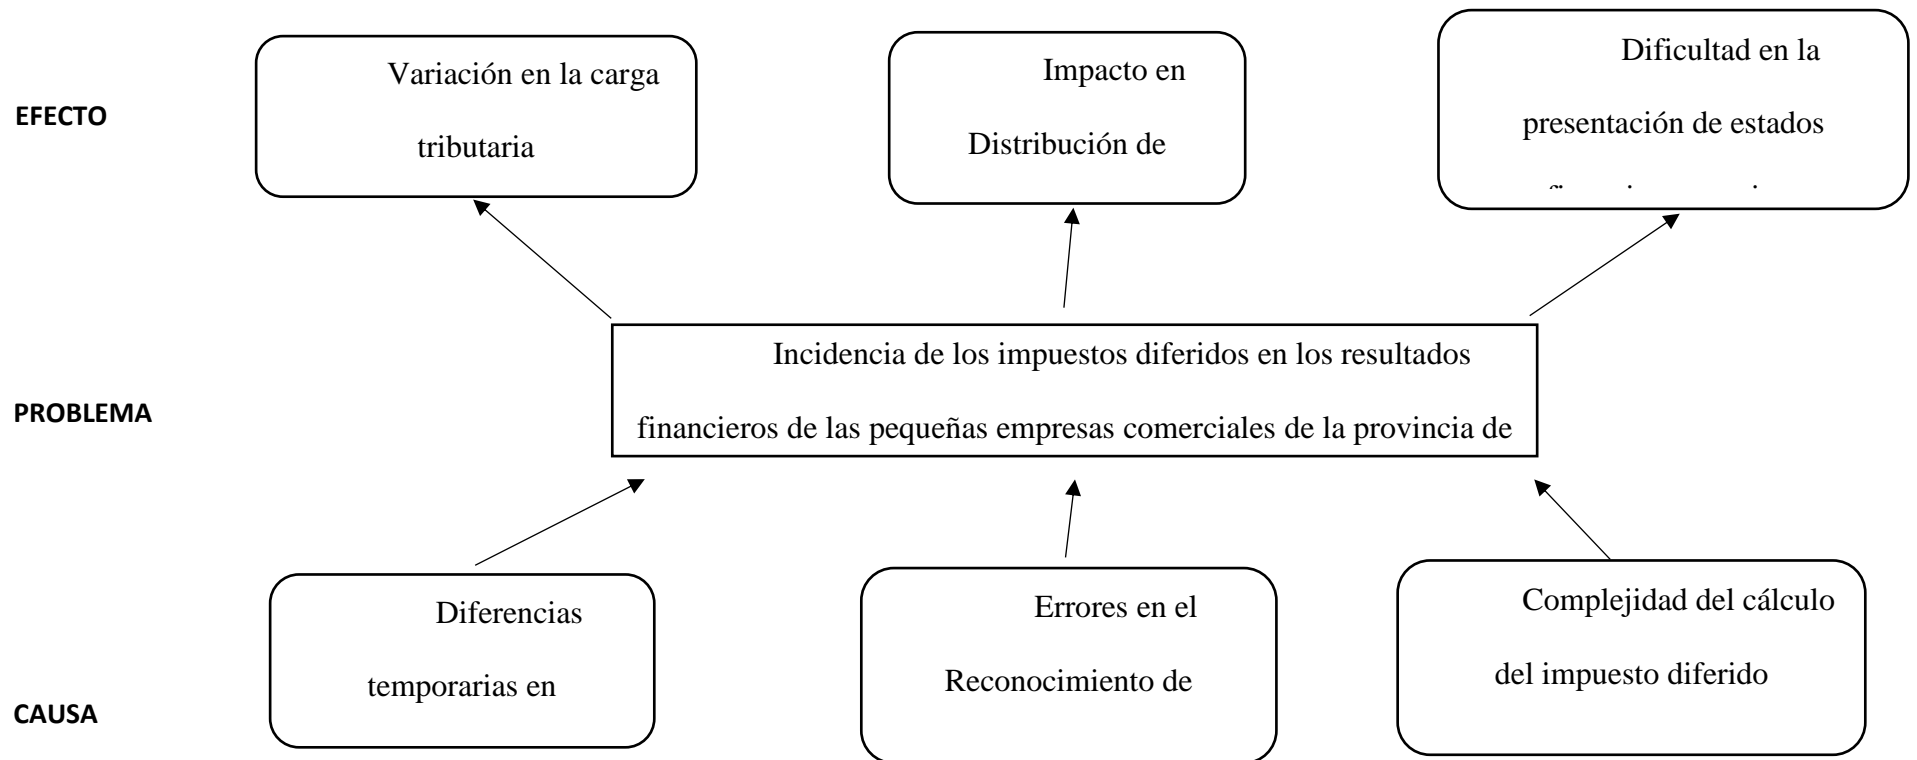 EFECTO
Variación en la carga
tributaria
Impacto en
Distribución de
Dificultad en la
presentación de estados
PROBLEMA
Incidencia de los impuestos diferidos en los resultados
financieros de las pequeñas empresas comerciales de la provincia de
CAUSA
Diferencias
temporarias en
Errores en el
Reconocimiento de
Complejidad del cálculo
del impuesto diferido